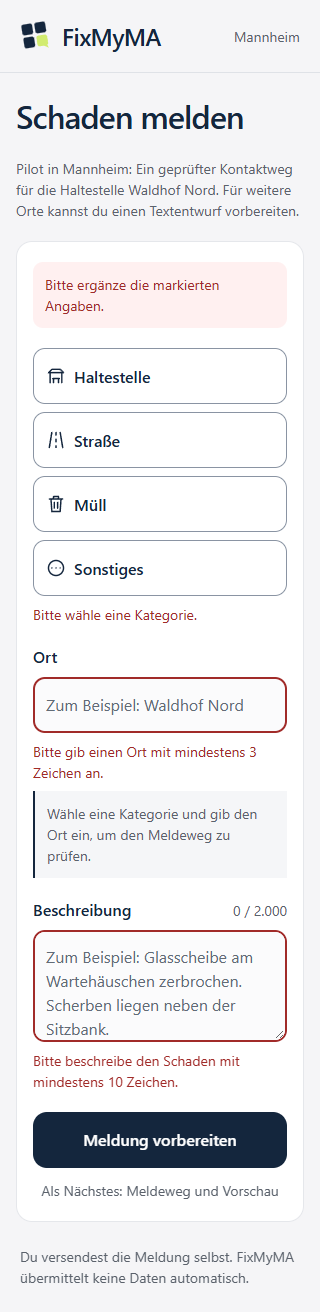 FixMyMA
Mannheim
Schaden melden
Pilot in Mannheim: Ein geprüfter Kontaktweg
für die Haltestelle Waldhof Nord. Für weitere
Orte kannst du einen Textentwurf vorbereiten.
Bitte ergänze die markierten
Angaben.
Haltestelle
Straße
Müll
Sonstiges
Bitte wähle eine Kategorie.
Ort
Zum Beispiel: Waldhof Nord
Bitte gib einen Ort mit mindestens 3
Zeichen an.
Wähle eine Kategorie und gib den
Ort ein, um den Meldeweg zu
prüfen.
Beschreibung
0 / 2.000
Zum Beispiel: Glasscheibe am
Wartehäuschen zerbrochen.
Scherben liegen neben der
Sitzbank.
Bitte beschreibe den Schaden mit
mindestens 10 Zeichen.
Meldung vorbereiten
Als Nächstes: Meldeweg und Vorschau
Du versendest die Meldung selbst. FixMyMA
übermittelt keine Daten automatisch.